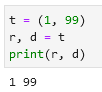 t = (1, 99)
r, d = t
print(r, d)
1 99